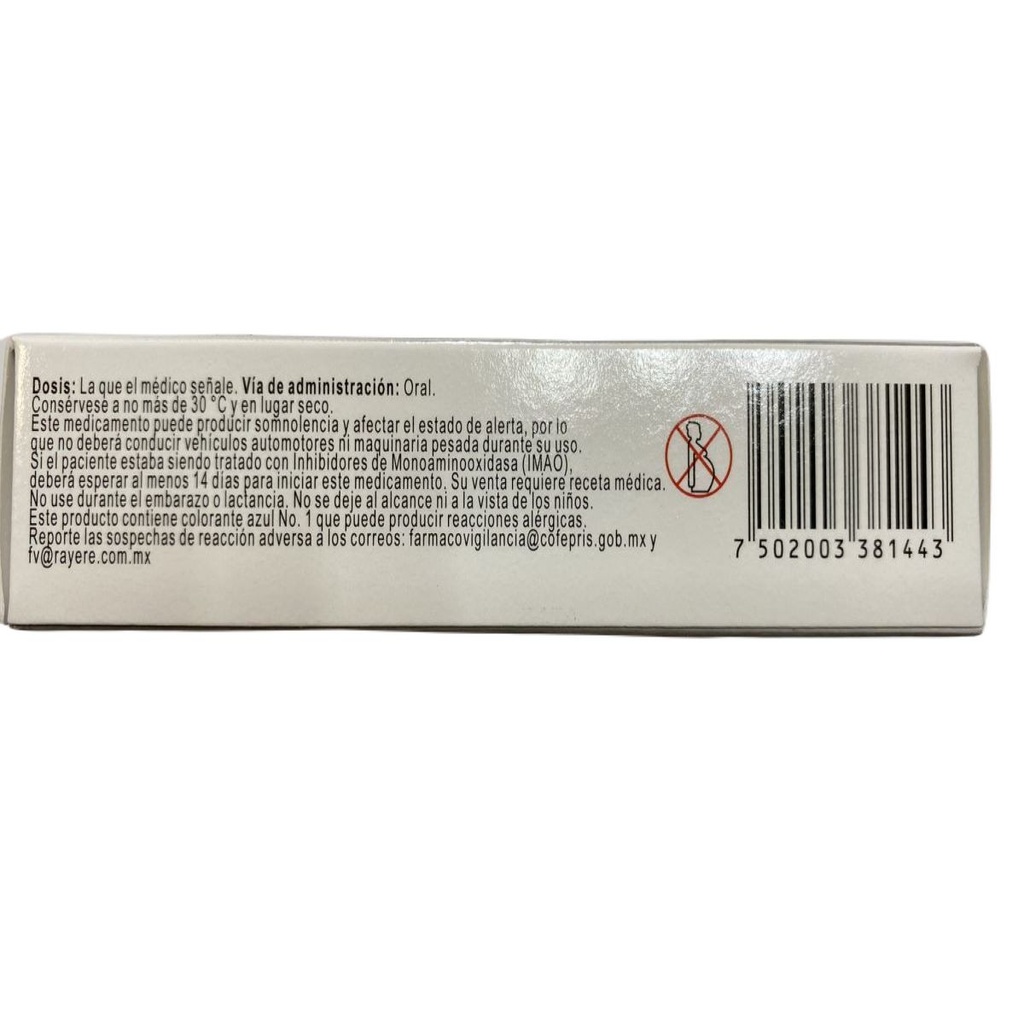 Dosis: La que el médico señale. Vía de administración: Oral.
Consérvese a no más de 30 °C y en lugar seco.
Este medicamento puede producir somnolencia y afectar el estado de alerta, por lo
que no deberá conducir vehículos automotores ni maquinaria pesada durante su uso.
Si el paciente estaba siendo tratado con Inhibidores de Monoaminooxidasa (IMAO),
deberá esperar al menos 14 días para iniciar este medicamento. Su venta requiere receta médica.
No use durante el embarazo o lactancia. No se deje al alcance ni a la vista de los niños.
Este producto contiene colorante azul No. 1 que puede producir reacciones alérgicas.
Reporte las sospechas de reacción adversa a los correos: farmacovigilancia@cofepris.gob.mx y
fv@rayere.com.mx
7 502003 381443